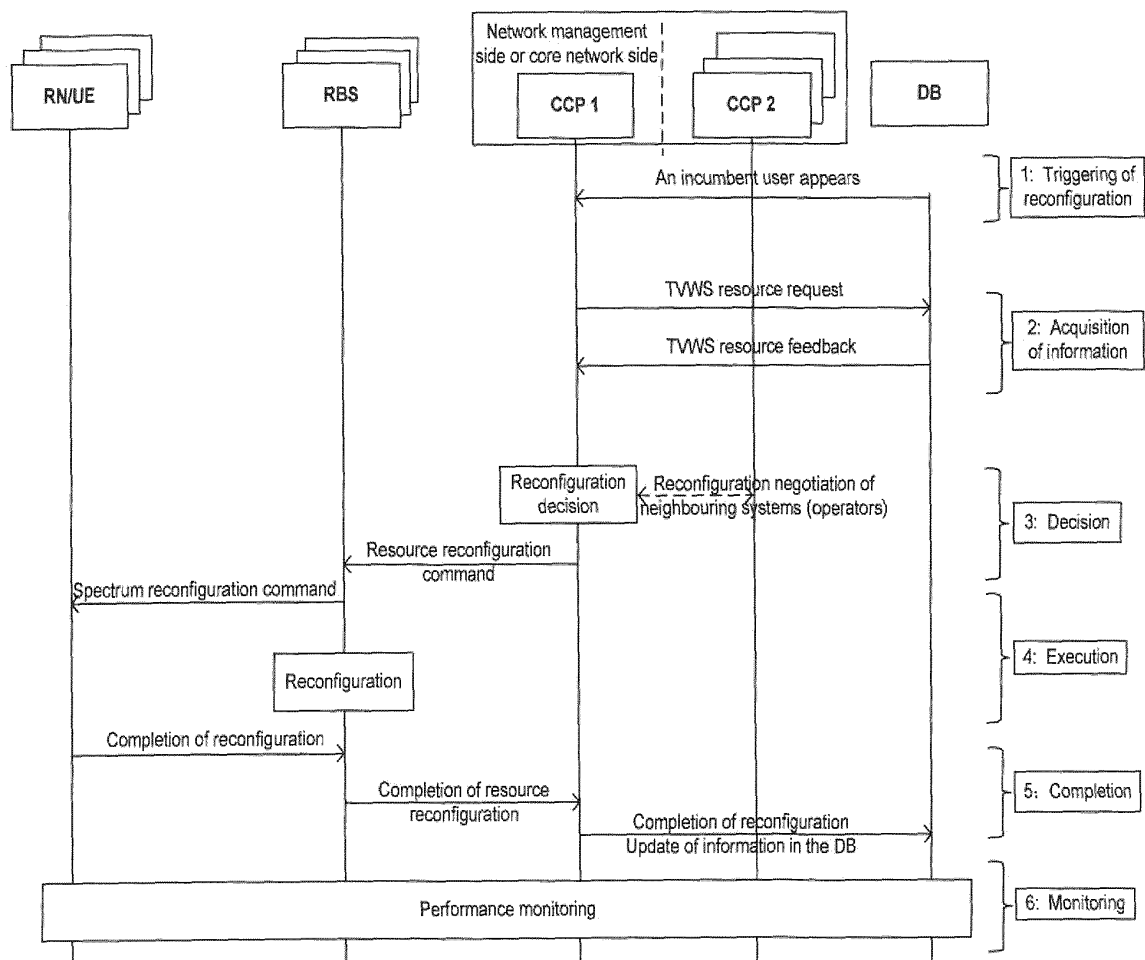 Network management
side or core network side
RN/UE
RBS
CCP 1
CCP 2
DB
An incumbent user appears
1: Triggering of
reconfiguration
TVWS resource request
TVWS resource feedback
2: Acquisition
of information
Reconfiguration
decision
Reconfiguration negotiation of
neighbouring systems (operators)
3: Decision
Resource reconfiguration
command
Spectrum reconfiguration command
Reconfiguration
4: Execution
Completion of reconfiguration
Completion of resource
reconfiguration
Completion of reconfiguration
Update of information in the DB
5: Completion
Performance monitoring
6: Monitoring